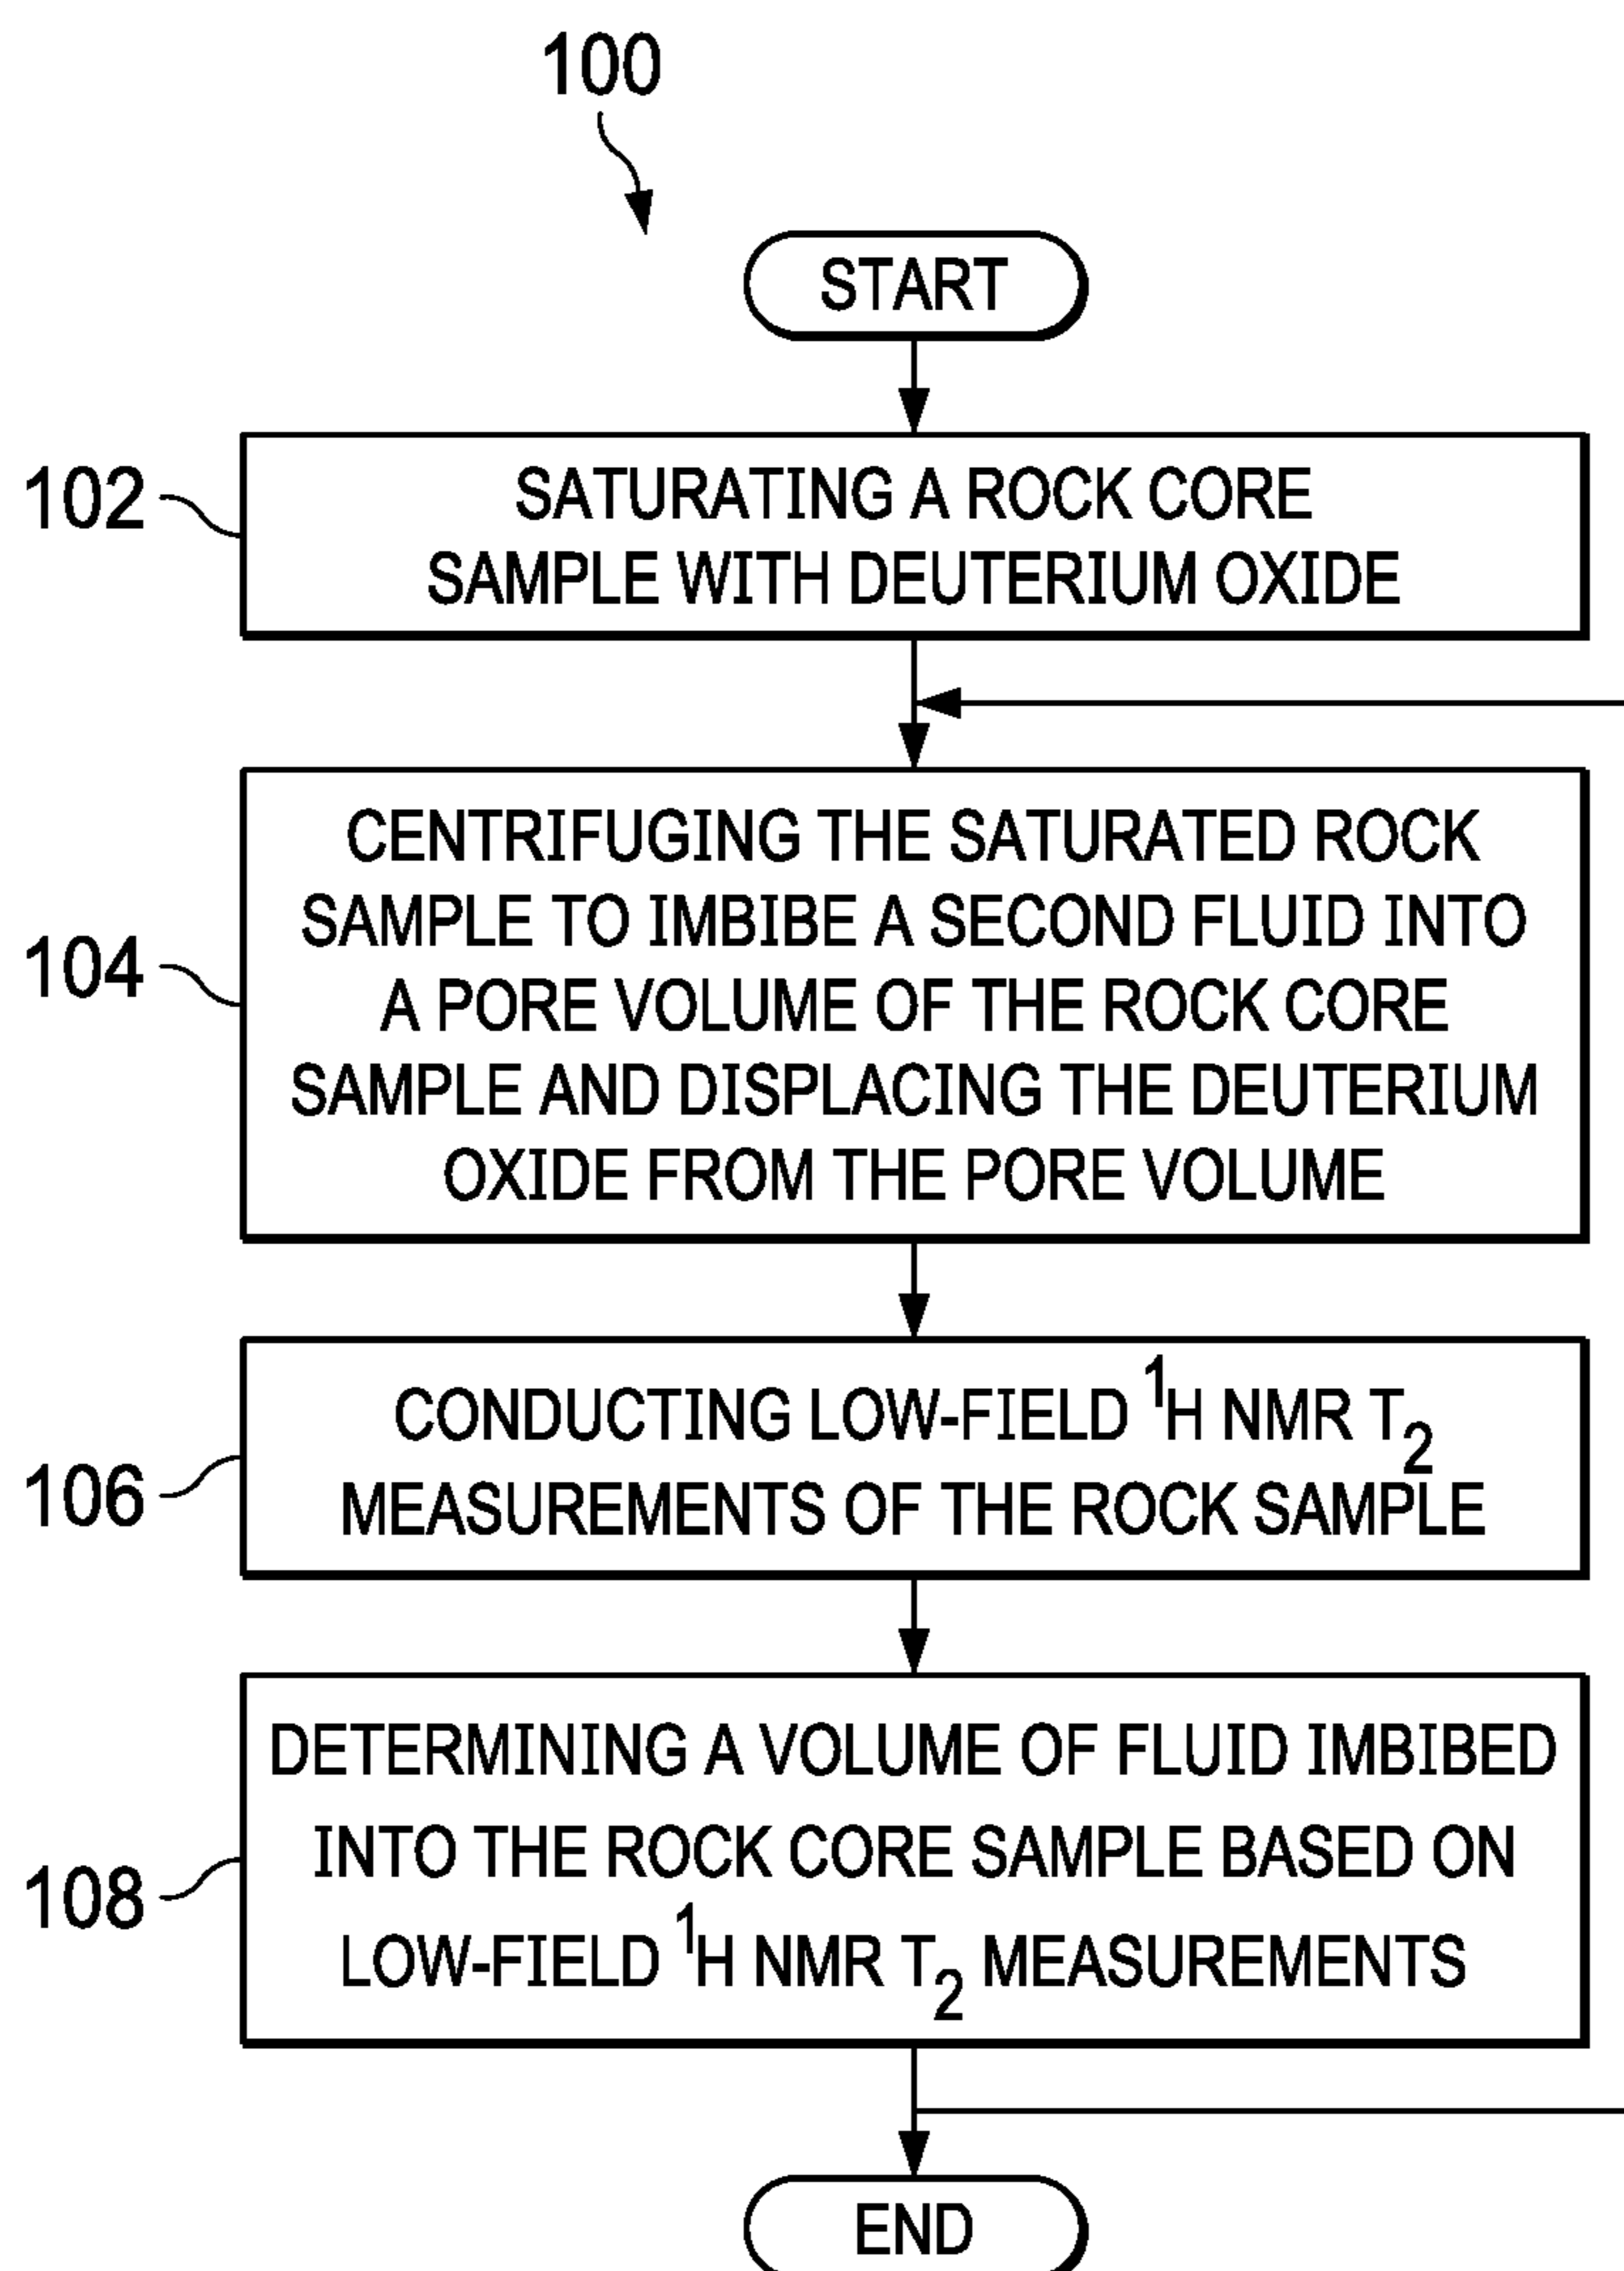 100
START
102
SATURATING A ROCK CORE
SAMPLE WITH DEUTERIUM OXIDE
104
CENTRIFUGING THE SATURATED ROCK
SAMPLE TO IMBIBE A SECOND FLUID INTO
A PORE VOLUME OF THE ROCK CORE
SAMPLE AND DISPLACING THE DEUTERIUM
OXIDE FROM THE PORE VOLUME
106
CONDUCTING LOW-FIELD ¹H NMR T₂
MEASUREMENTS OF THE ROCK SAMPLE
108
DETERMINING A VOLUME OF FLUID IMBIBED
INTO THE ROCK CORE SAMPLE BASED ON
LOW-FIELD ¹H NMR T₂ MEASUREMENTS
END